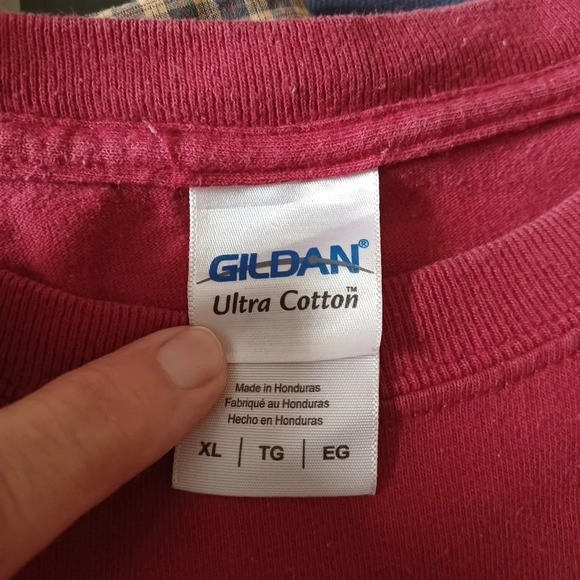 GILDAN®
Ultra Cotton™
Made in Honduras
Fabriqué au Honduras
Hecho en Honduras
XL | TG | EG